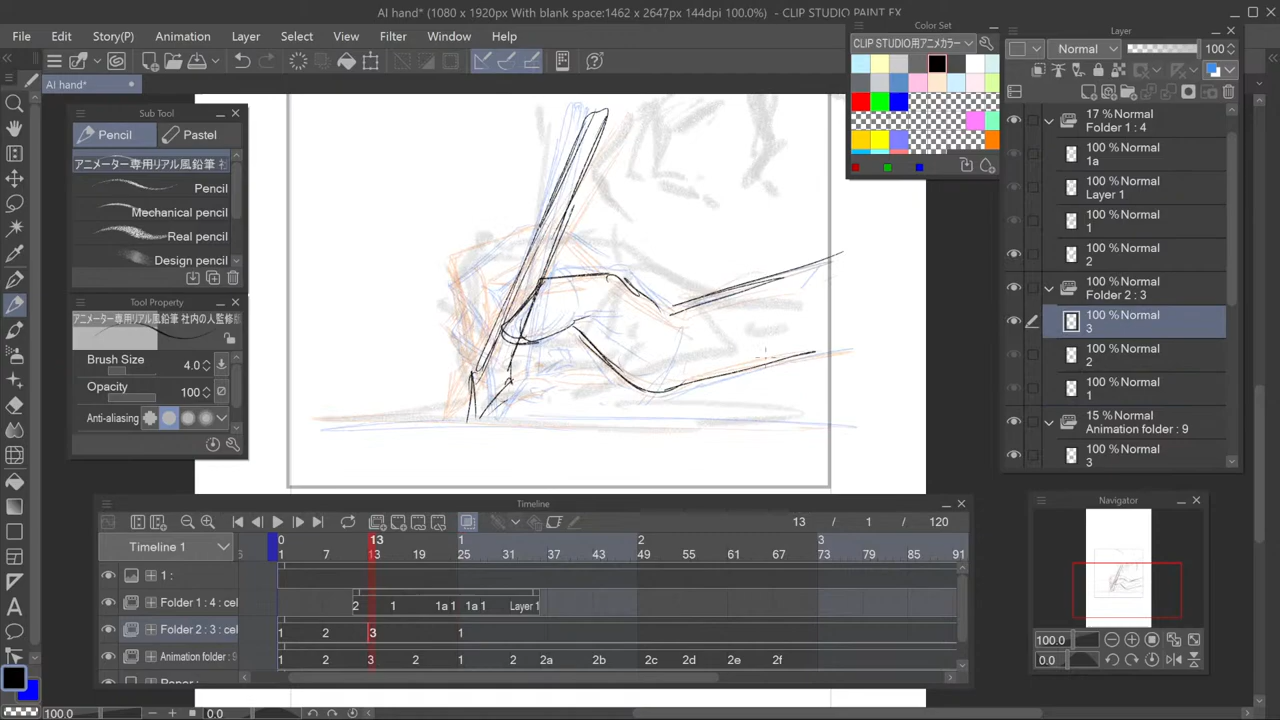 AI hand* (1080 x 1920px With blank space:1462 x 2647px 144dpi 100.0%) - CLIP STUDIO PAINT EX
File Edit Story(P) Animation Layer Select View Filter Window Help
AI hand*
Sub Tool
Pencil Pastel
アニメーター専用リアル風鉛筆 社
Pencil
Mechanical pencil
Real pencil
Design pencil
Tool Property
アニメーター専用リアル風鉛筆 社内の人監修
Brush Size 4.0
Opacity 100
Anti-aliasing
Color Set
CLIP STUDIO用アニメカラー
Layer
Normal 100
17 %Normal
Folder 1 : 4
100 %Normal
1a
100 %Normal
Layer 1
100 %Normal
1
100 %Normal
2
100 %Normal
Folder 2 : 3
100 %Normal
3
100 %Normal
2
100 %Normal
1
15 %Normal
Animation folder : 9
100 %Normal
3
Timeline
13 / 1 / 120
Timeline 1
6 0 13 1 2 3
1 7 13 19 25 31 37 43 49 55 61 67 73 79 85 91
1 :
Folder 1 : 4 : cel 2 1 1a 1 1a 1 Layer 1
Folder 2 : 3 : cel 1 2 3 1
Animation folder : 9 1 2 3 2 1 2 2a 2b 2c 2d 2e 2f
Navigator
100.0
0.0
100.0 0.0